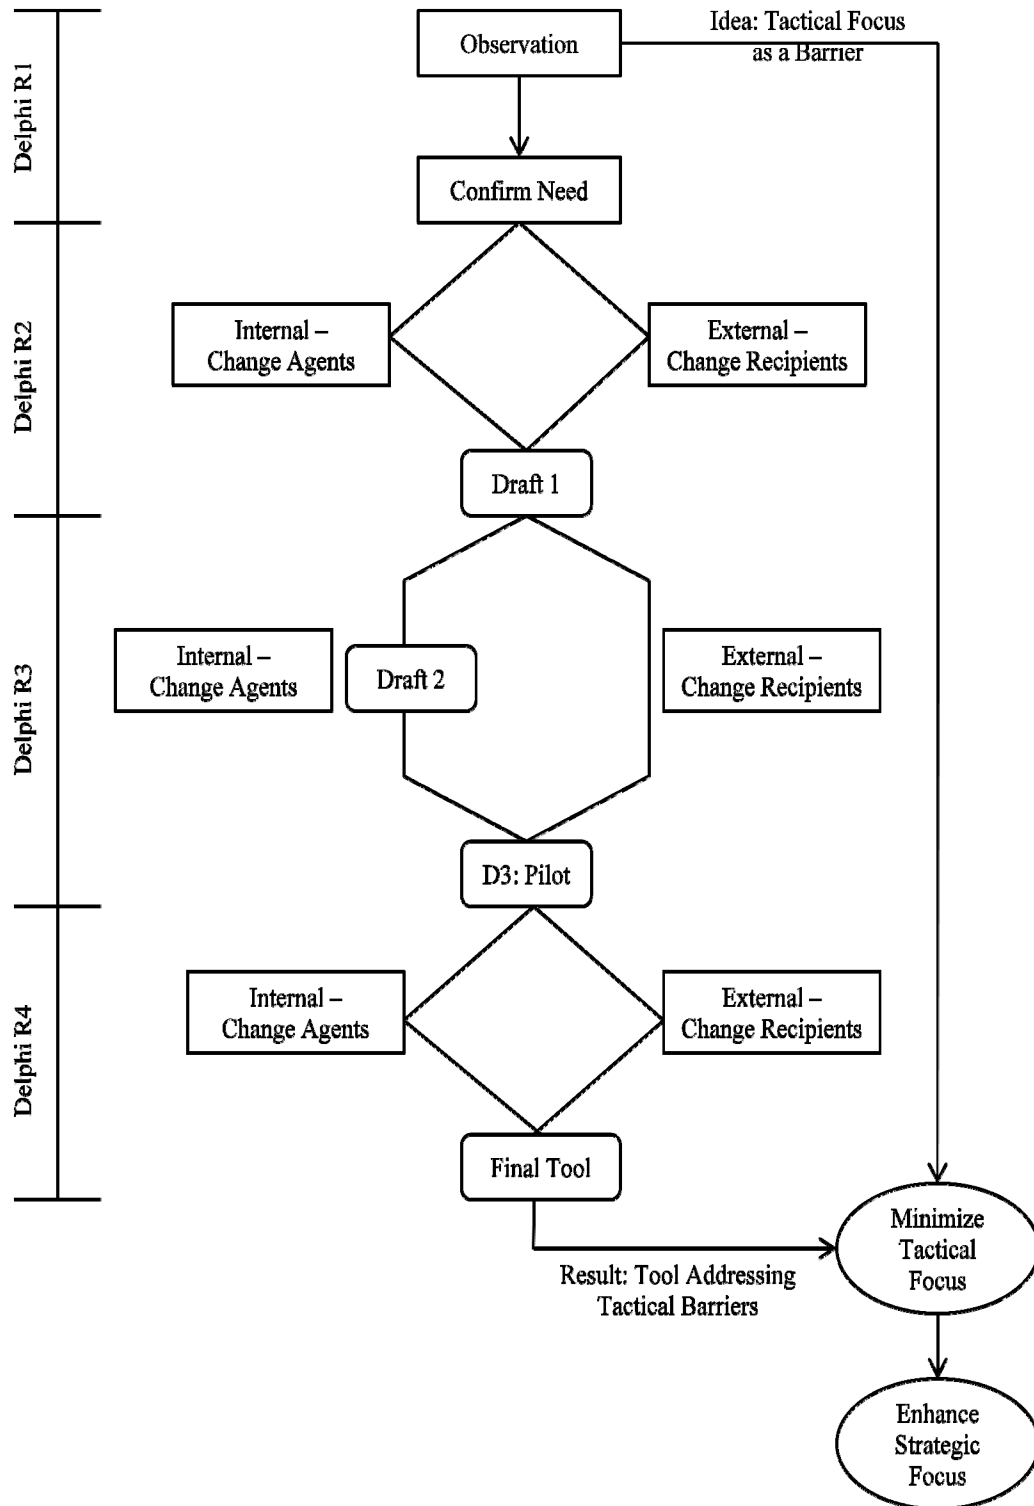 Delphi R1
Observation
Idea: Tactical Focus
as a Barrier
Confirm Need
Delphi R2
Internal –
Change Agents
External –
Change Recipients
Draft 1
Delphi R3
Internal –
Change Agents
Draft 2
External –
Change Recipients
D3: Pilot
Delphi R4
Internal –
Change Agents
External –
Change Recipients
Final Tool
Result: Tool Addressing
Tactical Barriers
Minimize
Tactical
Focus
Enhance
Strategic
Focus